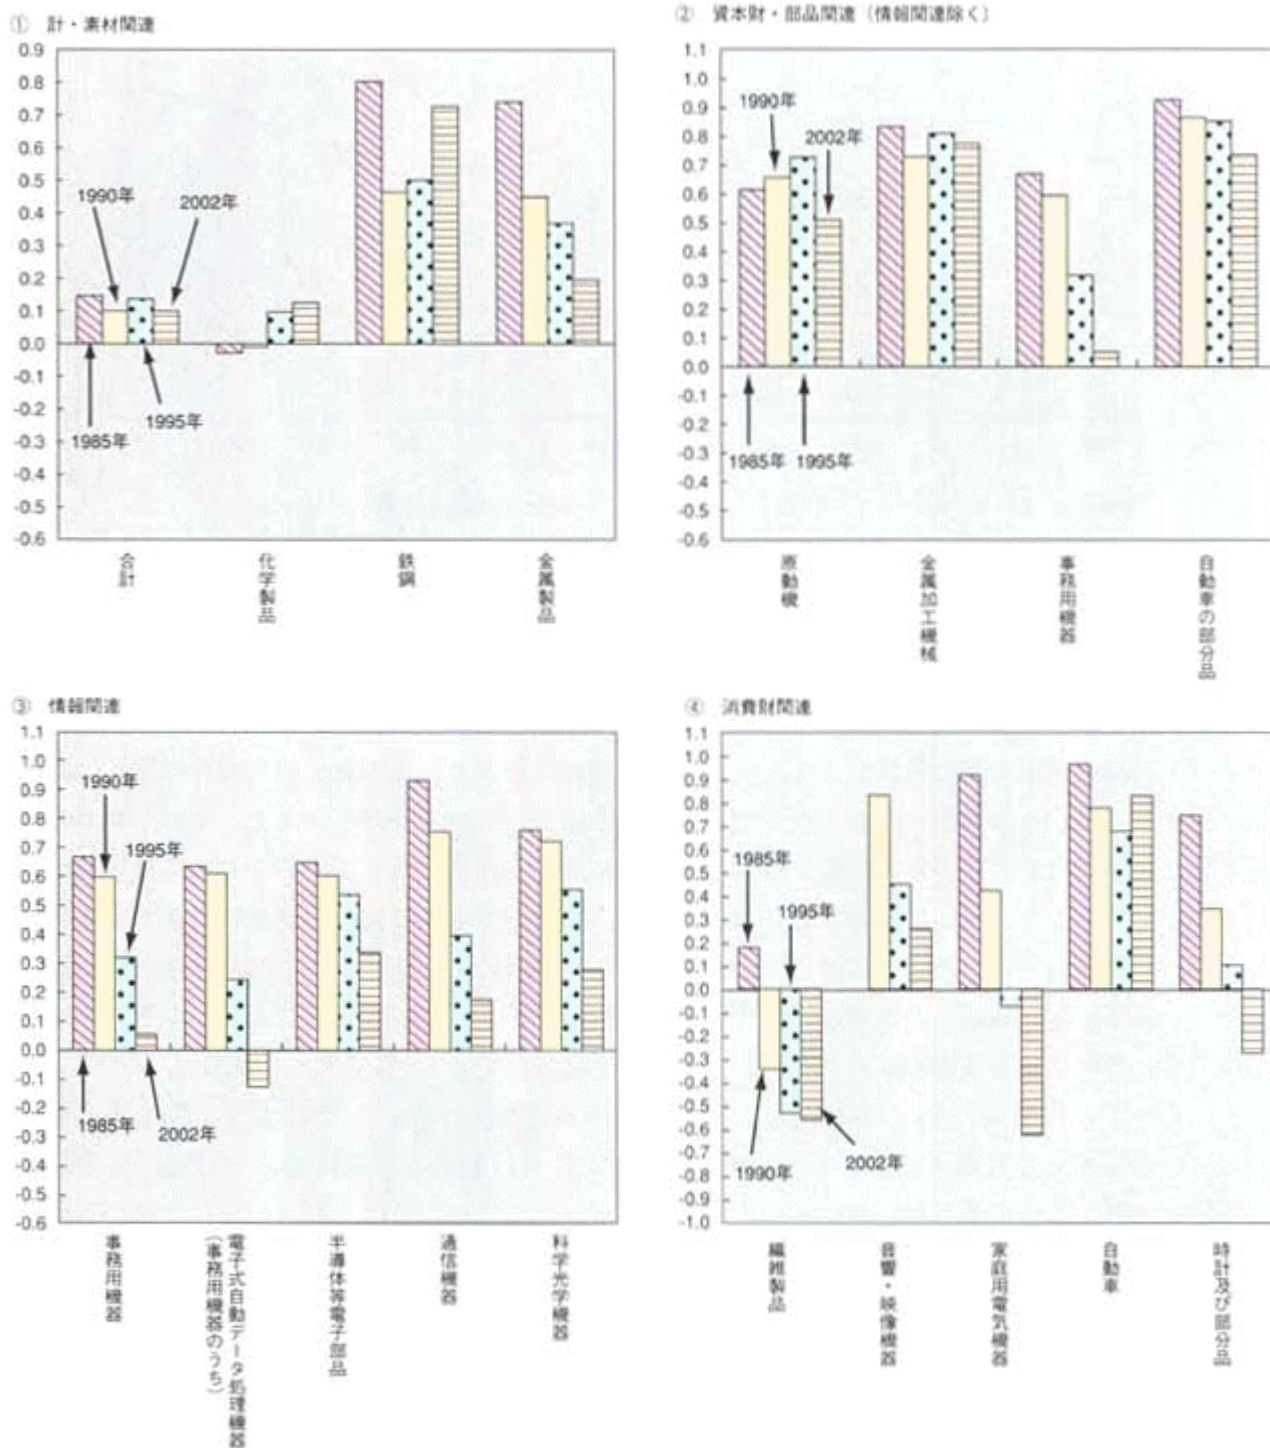 ① 計・素材関連
0.9
0.8
0.7
0.6
0.5
0.4
0.3
0.2
0.1
0.0
-0.1
-0.2
-0.3
-0.4
-0.5
-0.6
1990年
2002年
1985年
1995年
合計
化学製品
鉄鋼
金属製品
② 資本財・部品関連（情報関連除く）
1.1
1.0
0.9
0.8
0.7
0.6
0.5
0.4
0.3
0.2
0.1
0.0
-0.1
-0.2
-0.3
-0.4
-0.5
-0.6
1990年
2002年
1985年
1995年
原動機
金属加工機械
事務用機器
自動車の部分品
③ 情報関連
1.1
1.0
0.9
0.8
0.7
0.6
0.5
0.4
0.3
0.2
0.1
0.0
-0.1
-0.2
-0.3
-0.4
-0.5
-0.6
1990年
1995年
1985年
2002年
事務用機器
電子式自動データ処理機器
（事務用機器のうち）
半導体等電子部品
通信機器
科学光学機器
④ 消費財関連
1.1
1.0
0.9
0.8
0.7
0.6
0.5
0.4
0.3
0.2
0.1
0.0
-0.1
-0.2
-0.3
-0.4
-0.5
-0.6
-0.7
-0.8
-0.9
-1.0
1985年
1995年
1990年
2002年
繊維製品
音響・映像機器
家庭用電気機器
自動車
時計及び部分品